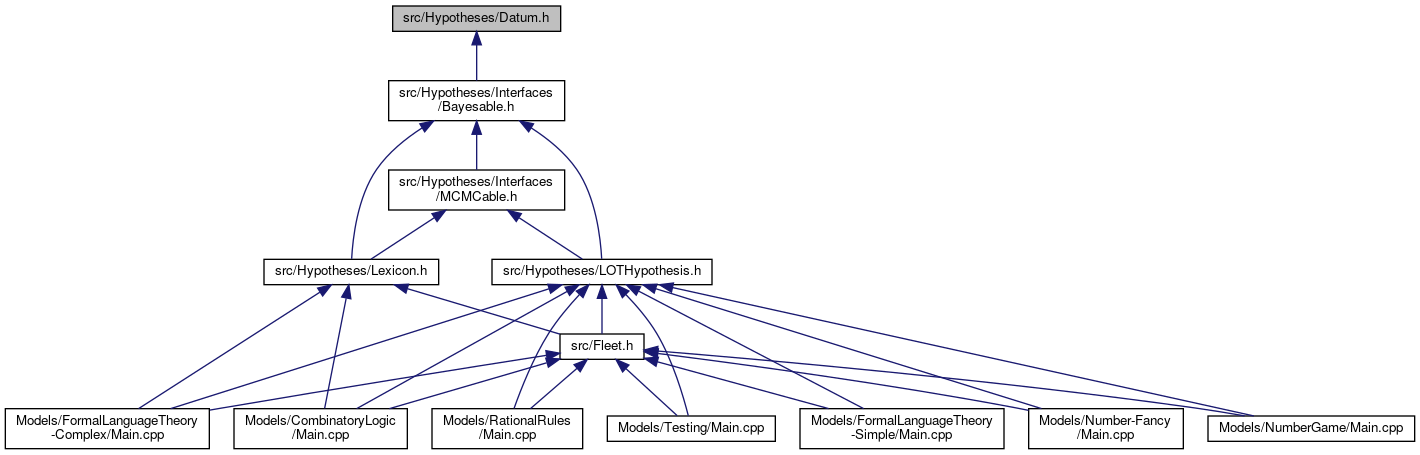 src/Hypotheses/Datum.h
src/Hypotheses/Interfaces
/Bayesable.h
src/Hypotheses/Interfaces
/MCMCable.h
src/Hypotheses/Lexicon.h
src/Hypotheses/LOTHypothesis.h
src/Fleet.h
Models/FormalLanguageTheory
-Complex/Main.cpp
Models/CombinatoryLogic
/Main.cpp
Models/RationalRules
/Main.cpp
Models/Testing/Main.cpp
Models/FormalLanguageTheory
-Simple/Main.cpp
Models/Number-Fancy
/Main.cpp
Models/NumberGame/Main.cpp